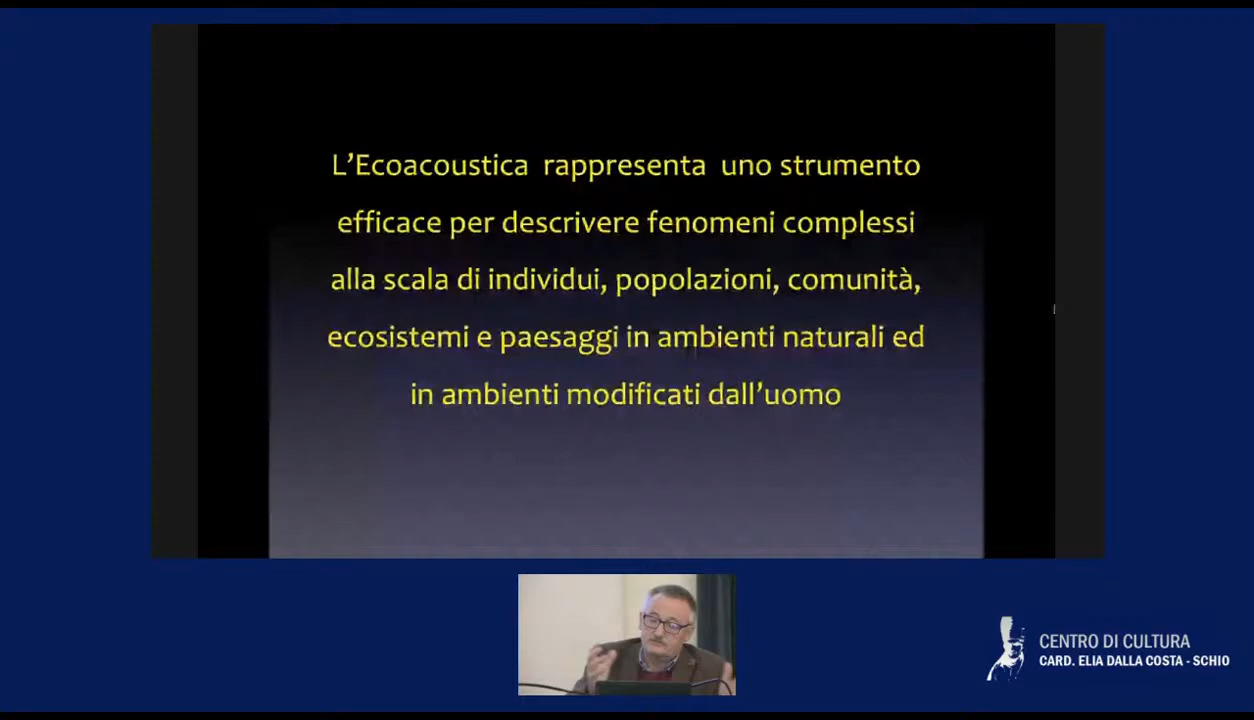 L’Ecoacoustica rappresenta uno strumento
efficace per descrivere fenomeni complessi
alla scala di individui, popolazioni, comunità,
ecosistemi e paesaggi in ambienti naturali ed
in ambienti modificati dall’uomo
CENTRO DI CULTURA
CARD. ELIA DALLA COSTA - SCHIO